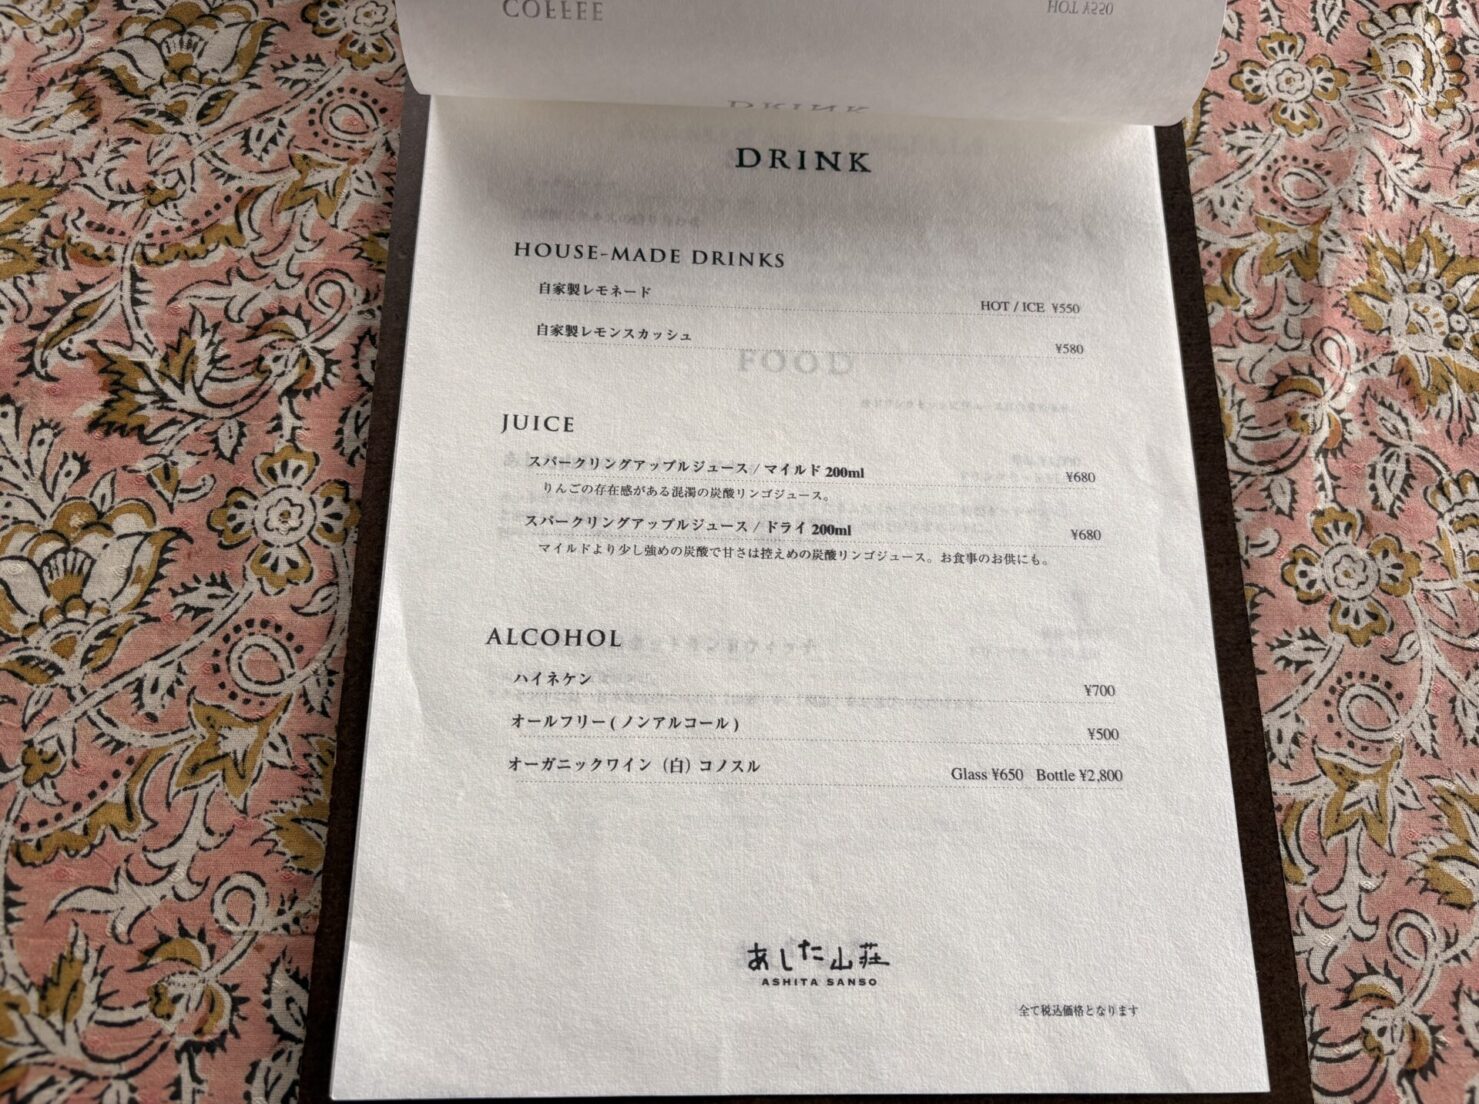 COFFEE
HOT ¥550
DRINK
HOUSE-MADE DRINKS
自家製レモネード HOT / ICE ¥550
自家製レモンスカッシュ ¥580
FOOD
JUICE
スパークリングアップルジュース / マイルド 200ml ¥680
りんごの存在感がある混濁の炭酸リンゴジュース。
スパークリングアップルジュース / ドライ 200ml ¥680
マイルドより少し強めの炭酸で甘さは控えめの炭酸リンゴジュース。お食事のお供にも。
ALCOHOL
ハイネケン ¥700
オールフリー ( ノンアルコール ) ¥500
オーガニックワイン（白）コノスル Glass ¥650 Bottle ¥2,800
あした山荘
ASHITA SANSO
全て税込価格となります